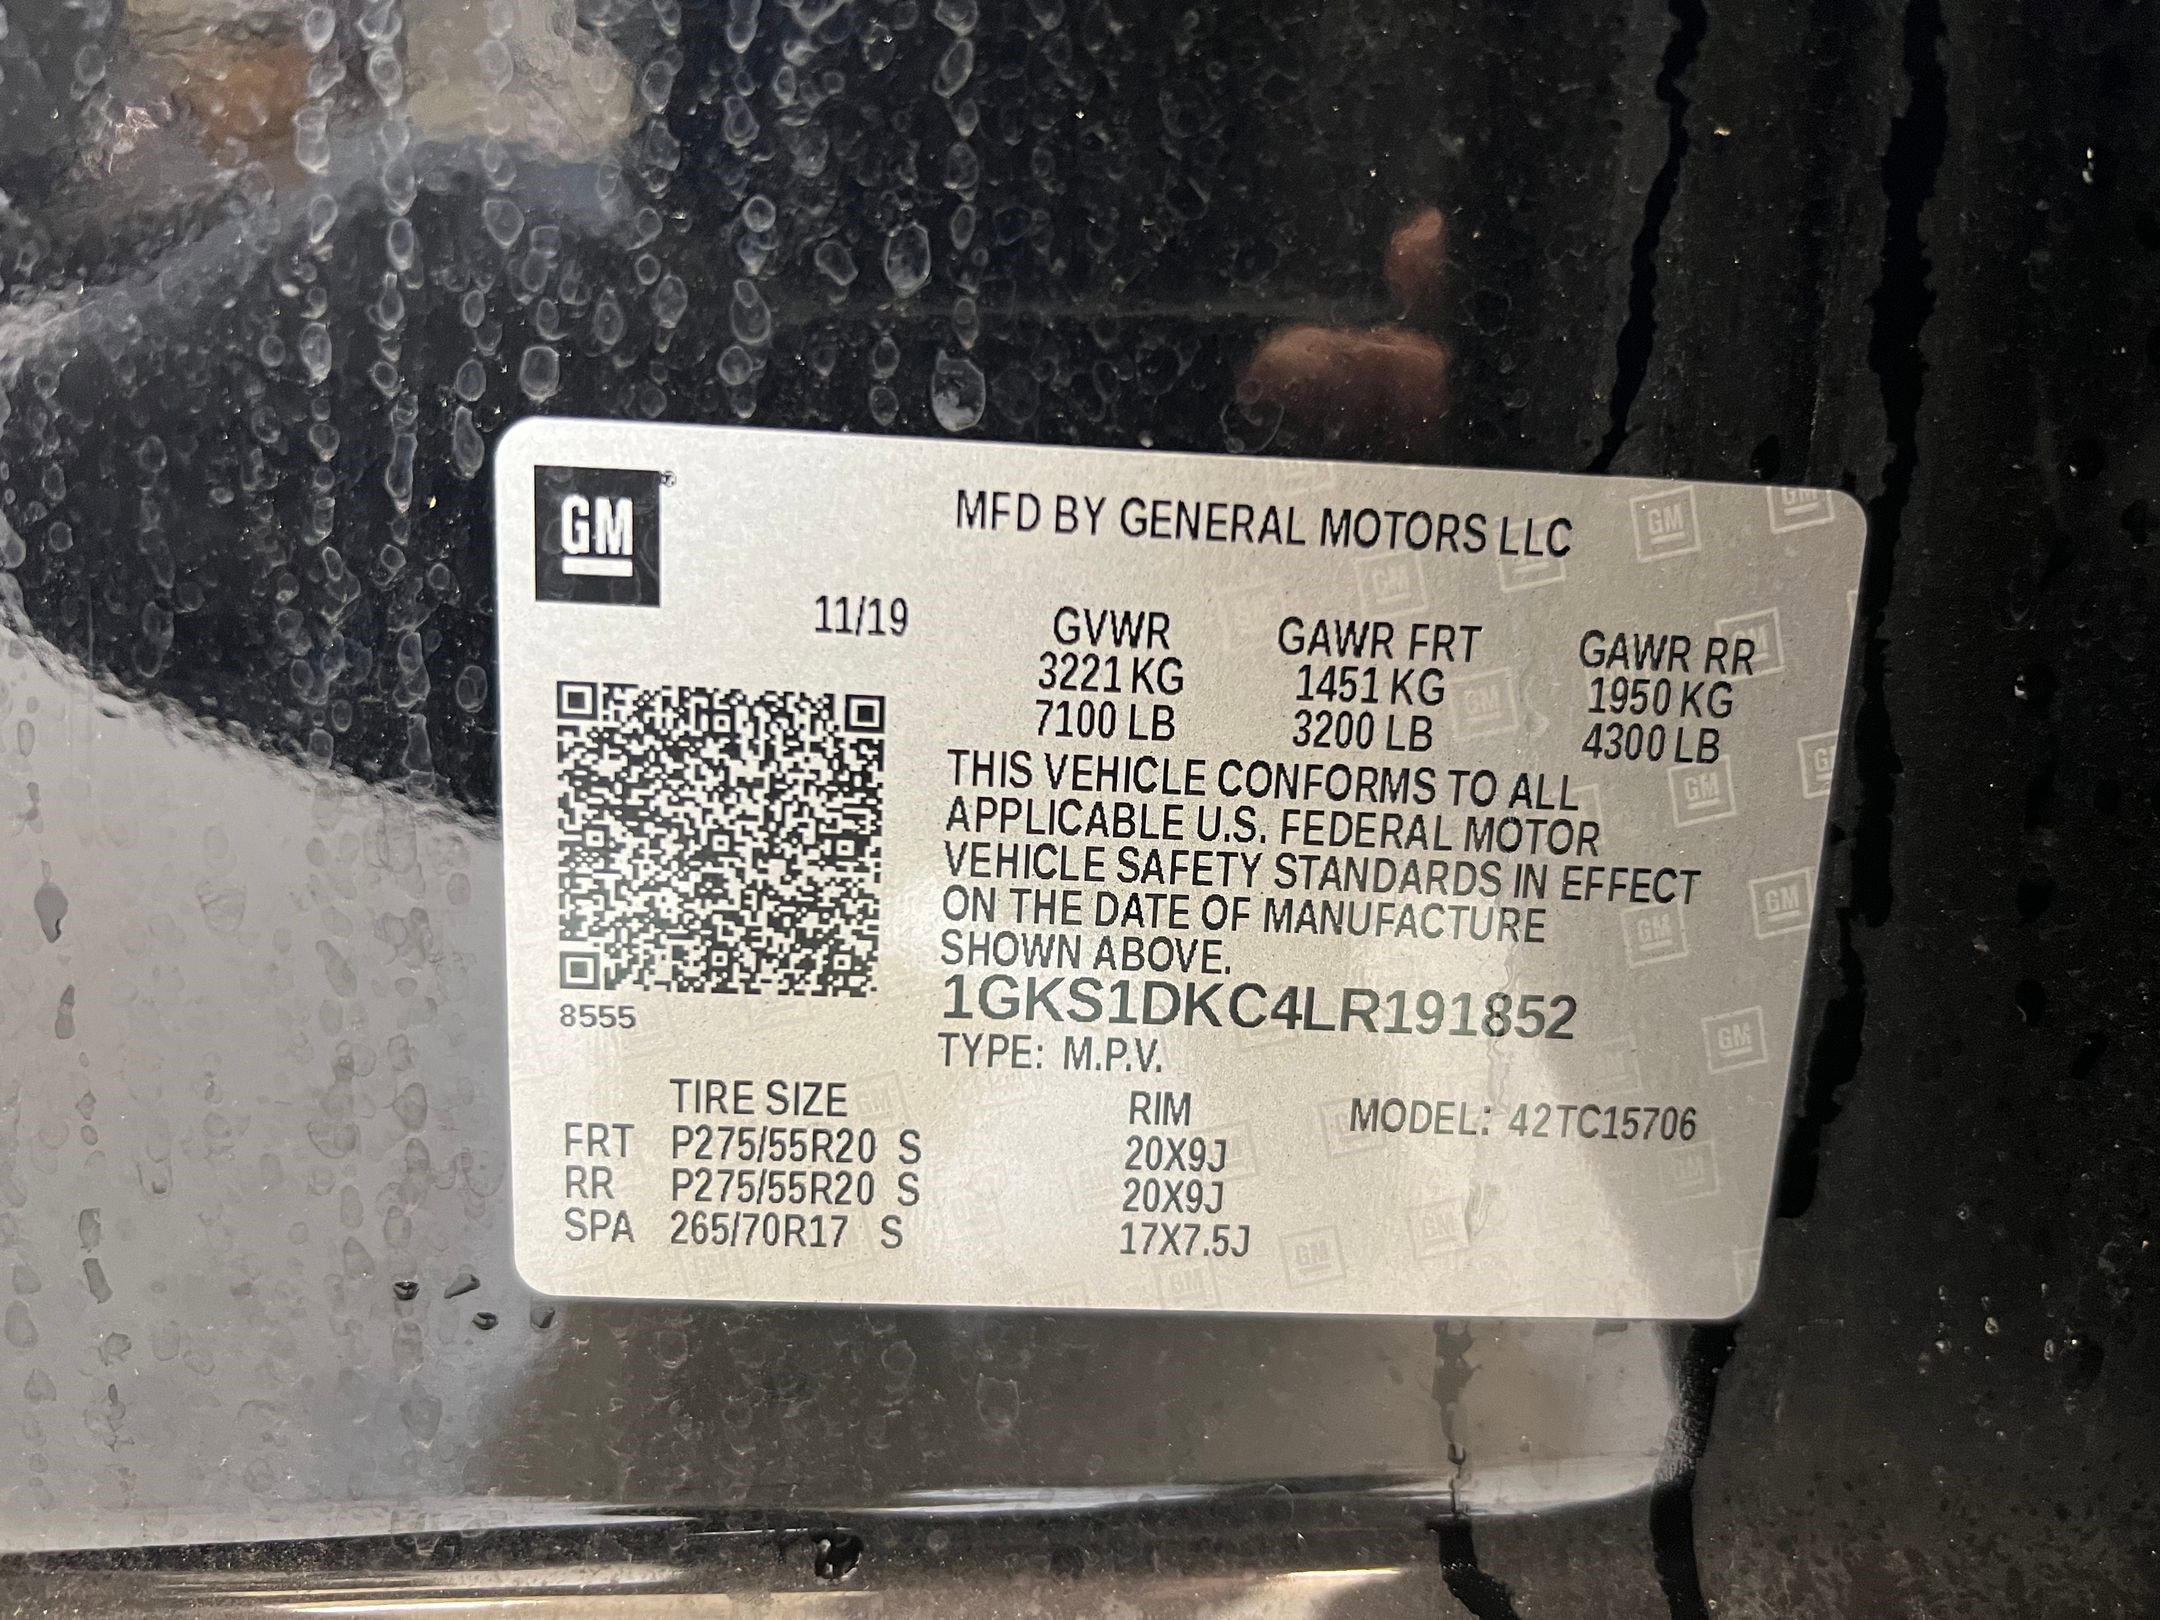 GM
MFD BY GENERAL MOTORS LLC
11/19
GVWR GAWR FRT GAWR RR
3221 KG 1451 KG 1950 KG
7100 LB 3200 LB 4300 LB
THIS VEHICLE CONFORMS TO ALL
APPLICABLE U.S. FEDERAL MOTOR
VEHICLE SAFETY STANDARDS IN EFFECT
ON THE DATE OF MANUFACTURE
SHOWN ABOVE.
1GKS1DKC4LR191852
8555
TYPE: M.P.V.
TIRE SIZE RIM MODEL: 42TC15706
FRT P275/55R20 S 20X9J
RR P275/55R20 S 20X9J
SPA 265/70R17 S 17X7.5J